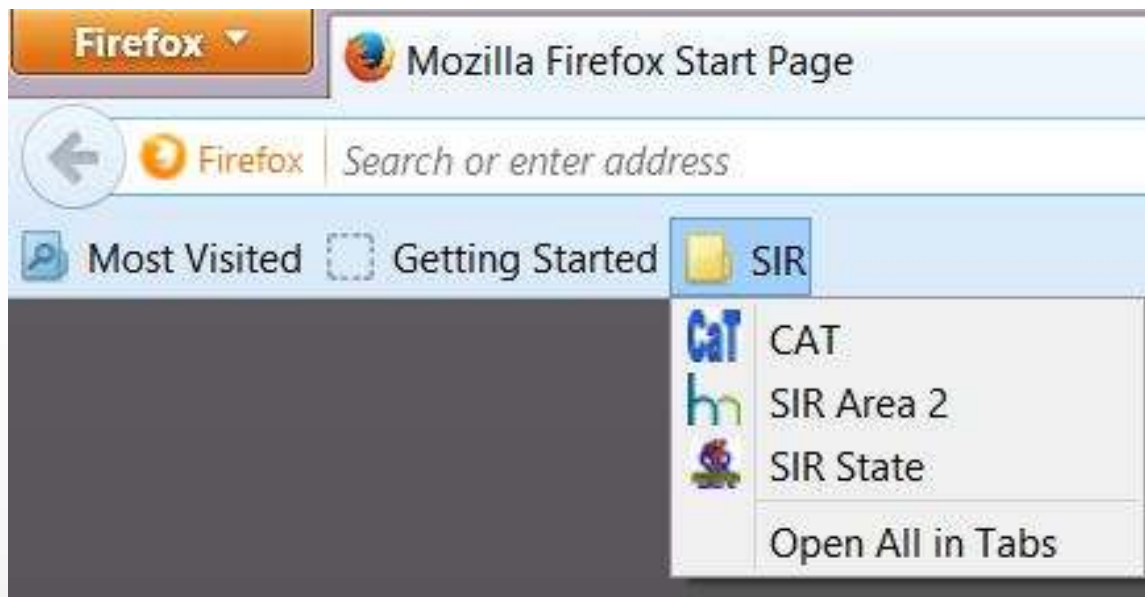 Firefox
Mozilla Firefox Start Page
Firefox Search or enter address
Most Visited Getting Started SIR
CaT CAT
hn SIR Area 2
SIR State
Open All in Tabs